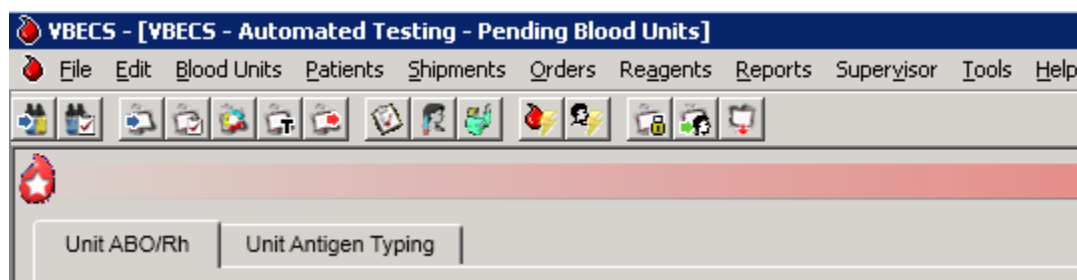 VBECS - [VBECS - Automated Testing - Pending Blood Units]
File Edit Blood Units Patients Shipments Orders Reagents Reports Supervisor Tools Help
Unit ABO/Rh Unit Antigen Typing